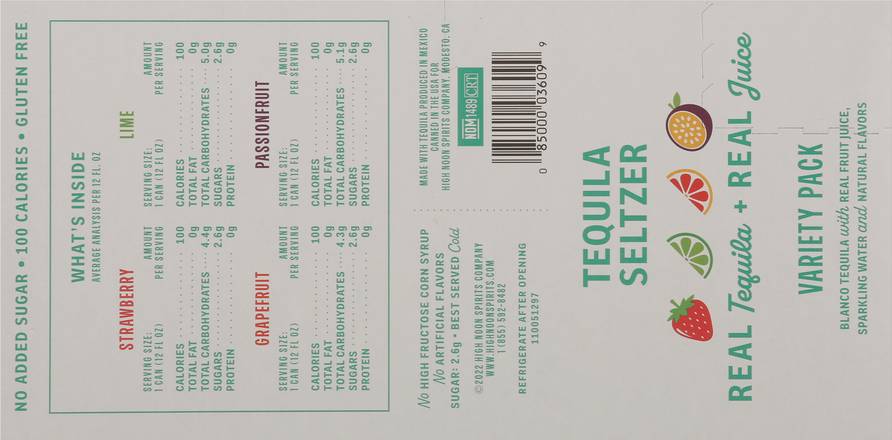 NO ADDED SUGAR • 100 CALORIES • GLUTEN FREE
WHAT'S INSIDE
AVERAGE ANALYSIS PER 12 FL. OZ
STRAWBERRY
SERVING SIZE: AMOUNT
1 CAN (12 FL OZ) PER SERVING
CALORIES 100
TOTAL FAT 0g
TOTAL CARBOHYDRATES 4.4g
SUGARS 2.6g
PROTEIN 0g
LIME
SERVING SIZE: AMOUNT
1 CAN (12 FL OZ) PER SERVING
CALORIES 100
TOTAL FAT 0g
TOTAL CARBOHYDRATES 5.0g
SUGARS 2.6g
PROTEIN 0g
GRAPEFRUIT
SERVING SIZE: AMOUNT
1 CAN (12 FL OZ) PER SERVING
CALORIES 100
TOTAL FAT 0g
TOTAL CARBOHYDRATES 4.3g
SUGARS 2.6g
PROTEIN 0g
PASSIONFRUIT
SERVING SIZE: AMOUNT
1 CAN (12 FL OZ) PER SERVING
CALORIES 100
TOTAL FAT 0g
TOTAL CARBOHYDRATES 5.1g
SUGARS 2.6g
PROTEIN 0g
No HIGH FRUCTOSE CORN SYRUP
No ARTIFICIAL FLAVORS
SUGAR: 2.6g • BEST SERVED Cold
©2022 HIGH NOON SPIRITS COMPANY
WWW.HIGHNOONSPIRITS.COM
1 (855) 592-8482
REFRIGERATE AFTER OPENING
110051297
MADE WITH TEQUILA PRODUCED IN MEXICO
CANNED IN THE USA FOR
HIGH NOON SPIRITS COMPANY, MODESTO, CA
NOM 1489 CRT
0 85000 03609 9
TEQUILA
SELTZER
REAL Tequila + REAL Juice
VARIETY PACK
BLANCO TEQUILA with REAL FRUIT JUICE,
SPARKLING WATER and NATURAL FLAVORS